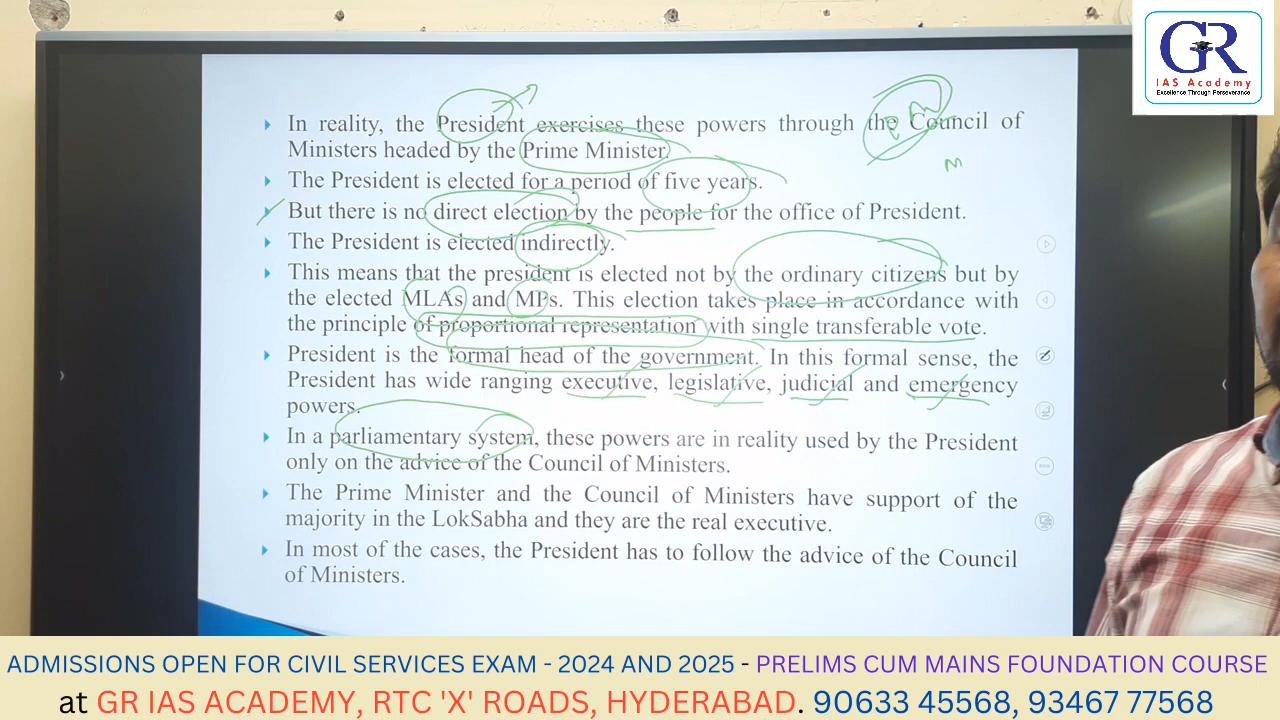 GR
IAS Academy
Excellence Through Perseverance
In reality, the President exercises these powers through the Council of
Ministers headed by the Prime Minister.
The President is elected for a period of five years.
But there is no direct election by the people for the office of President.
The President is elected indirectly.
This means that the president is elected not by the ordinary citizens but by
the elected MLAs and MPs. This election takes place in accordance with
the principle of proportional representation with single transferable vote.
President is the formal head of the government. In this formal sense, the
President has wide ranging executive, legislative, judicial and emergency
powers.
In a parliamentary system, these powers are in reality used by the President
only on the advice of the Council of Ministers.
The Prime Minister and the Council of Ministers have support of the
majority in the LokSabha and they are the real executive.
In most of the cases, the President has to follow the advice of the Council
of Ministers.
ADMISSIONS OPEN FOR CIVIL SERVICES EXAM - 2024 AND 2025 - PRELIMS CUM MAINS FOUNDATION COURSE
at GR IAS ACADEMY, RTC 'X' ROADS, HYDERABAD. 90633 45568, 93467 77568